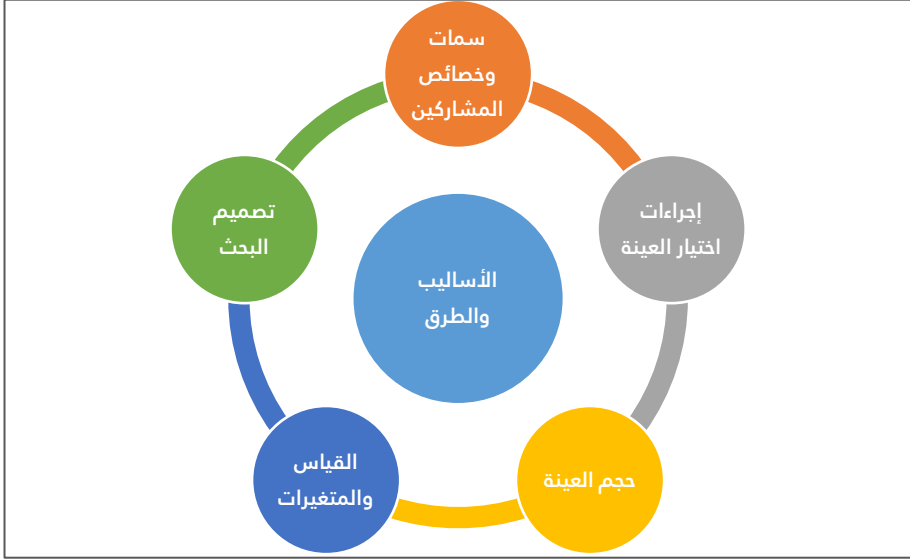 سمات
وخصائص
المشاركين
إجراءات
اختيار العينة
حجم العينة
القياس
والمتغيرات
تصميم
البحث
الأساليب
والطرق